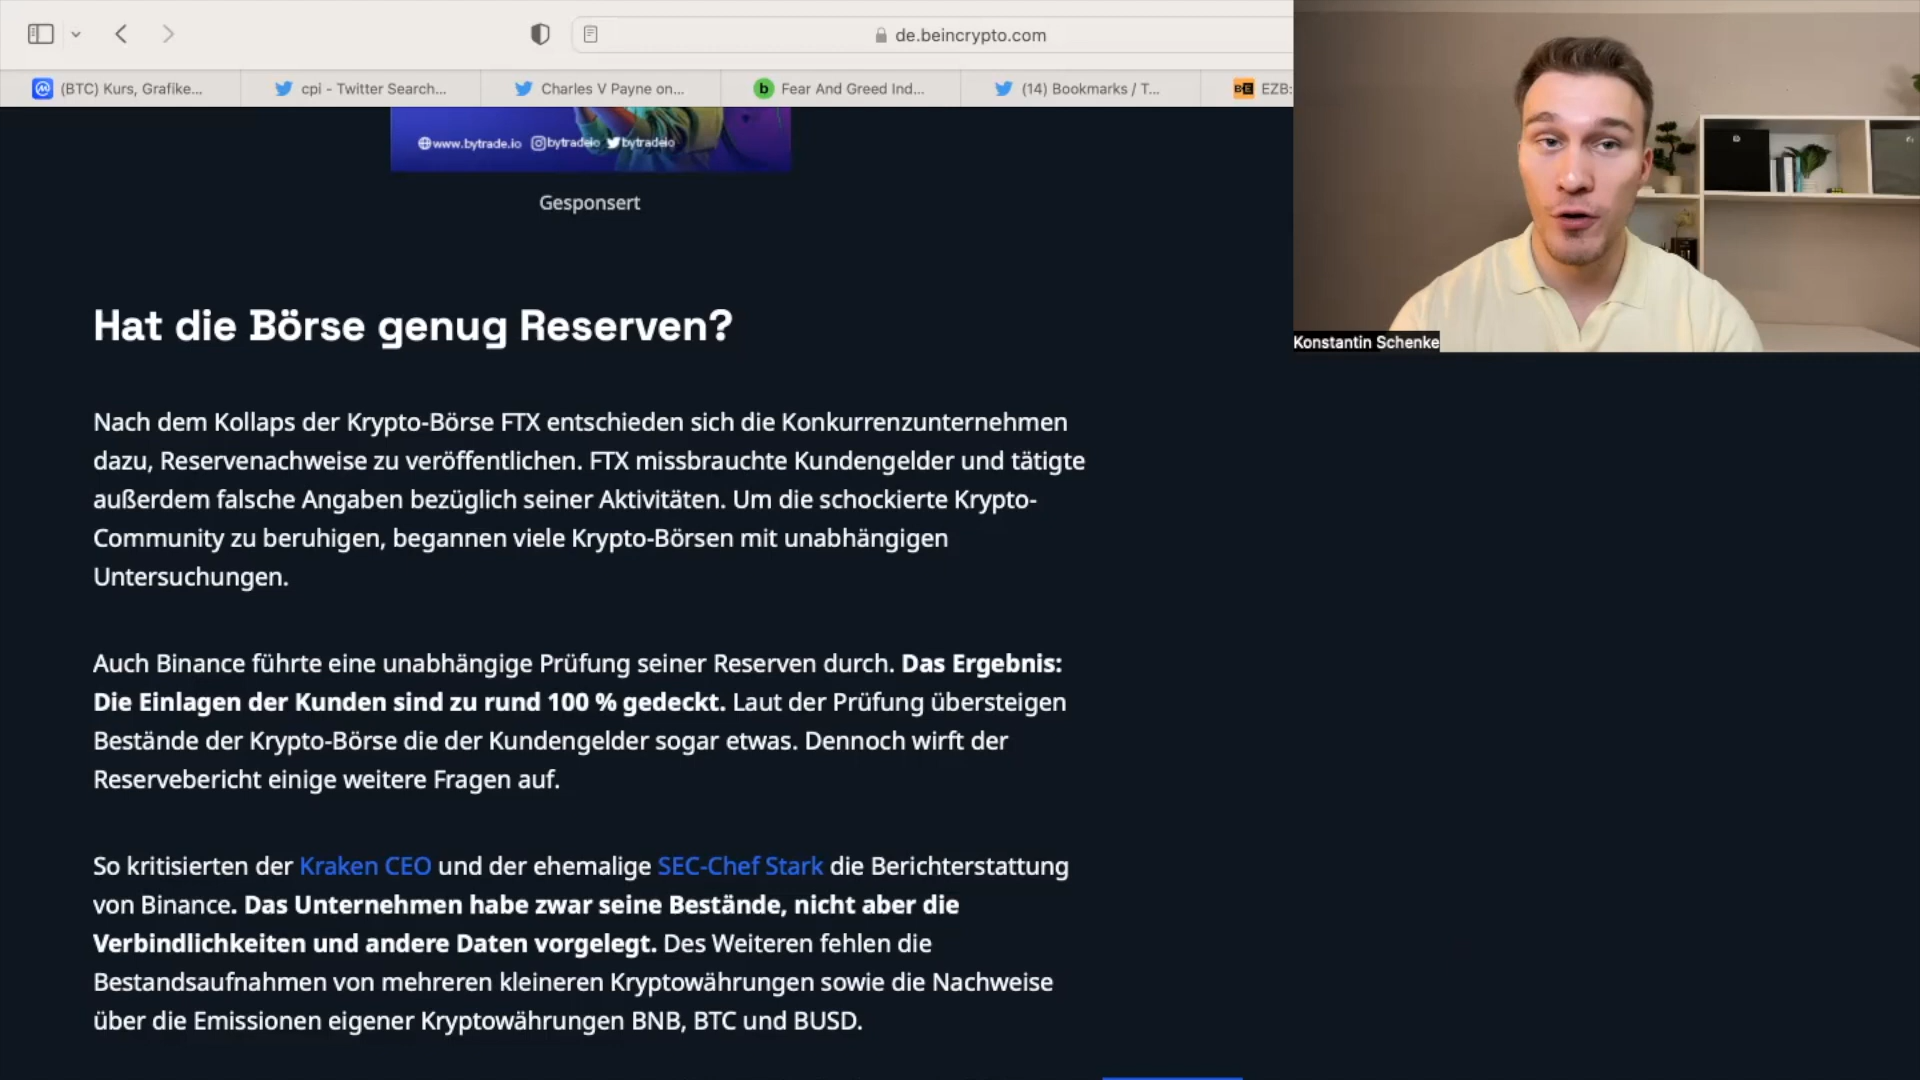 de.beincrypto.com
(BTC) Kurs, Grafike...
cpi - Twitter Search...
Charles V Payne on...
Fear And Greed Ind...
(14) Bookmarks / T...
EZB:
www.bytrade.io bytradeio bytradeio
Gesponsert
Konstantin Schenke
Hat die Börse genug Reserven?
Nach dem Kollaps der Krypto-Börse FTX entschieden sich die Konkurrenzunternehmen
dazu, Reservenachweise zu veröffentlichen. FTX missbrauchte Kundengelder und tätigte
außerdem falsche Angaben bezüglich seiner Aktivitäten. Um die schockierte Krypto-
Community zu beruhigen, begannen viele Krypto-Börsen mit unabhängigen
Untersuchungen.
Auch Binance führte eine unabhängige Prüfung seiner Reserven durch. Das Ergebnis:
Die Einlagen der Kunden sind zu rund 100 % gedeckt. Laut der Prüfung übersteigen
Bestände der Krypto-Börse die der Kundengelder sogar etwas. Dennoch wirft der
Reservebericht einige weitere Fragen auf.
So kritisierten der Kraken CEO und der ehemalige SEC-Chef Stark die Berichterstattung
von Binance. Das Unternehmen habe zwar seine Bestände, nicht aber die
Verbindlichkeiten und andere Daten vorgelegt. Des Weiteren fehlen die
Bestandsaufnahmen von mehreren kleineren Kryptowährungen sowie die Nachweise
über die Emissionen eigener Kryptowährungen BNB, BTC und BUSD.